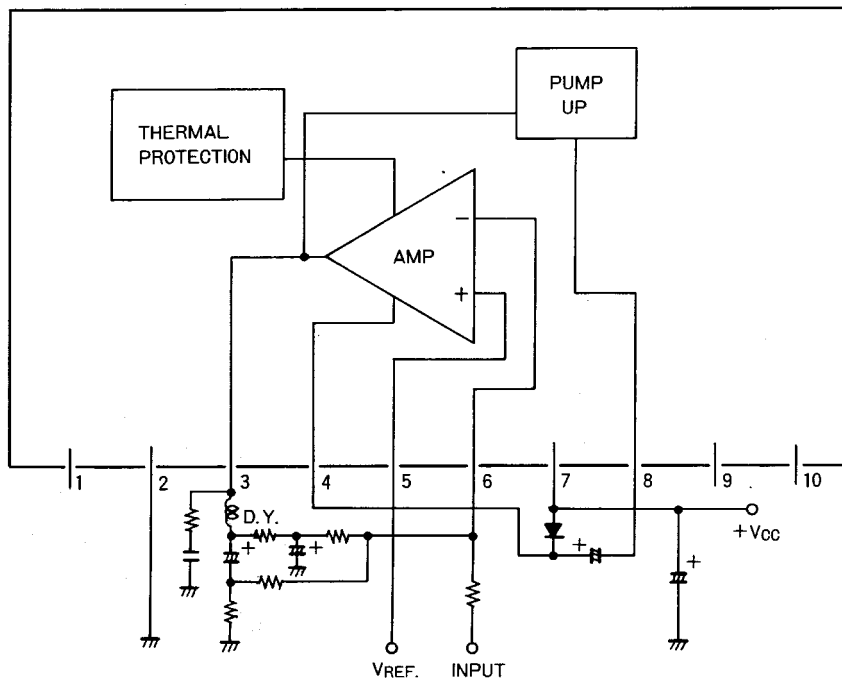 PUMP
UP
THERMAL
PROTECTION
AMP
−
+
1 2 3 4 5 6 7 8 9 10
D.Y.
+
+
+
+
+VCC
VREF. INPUT